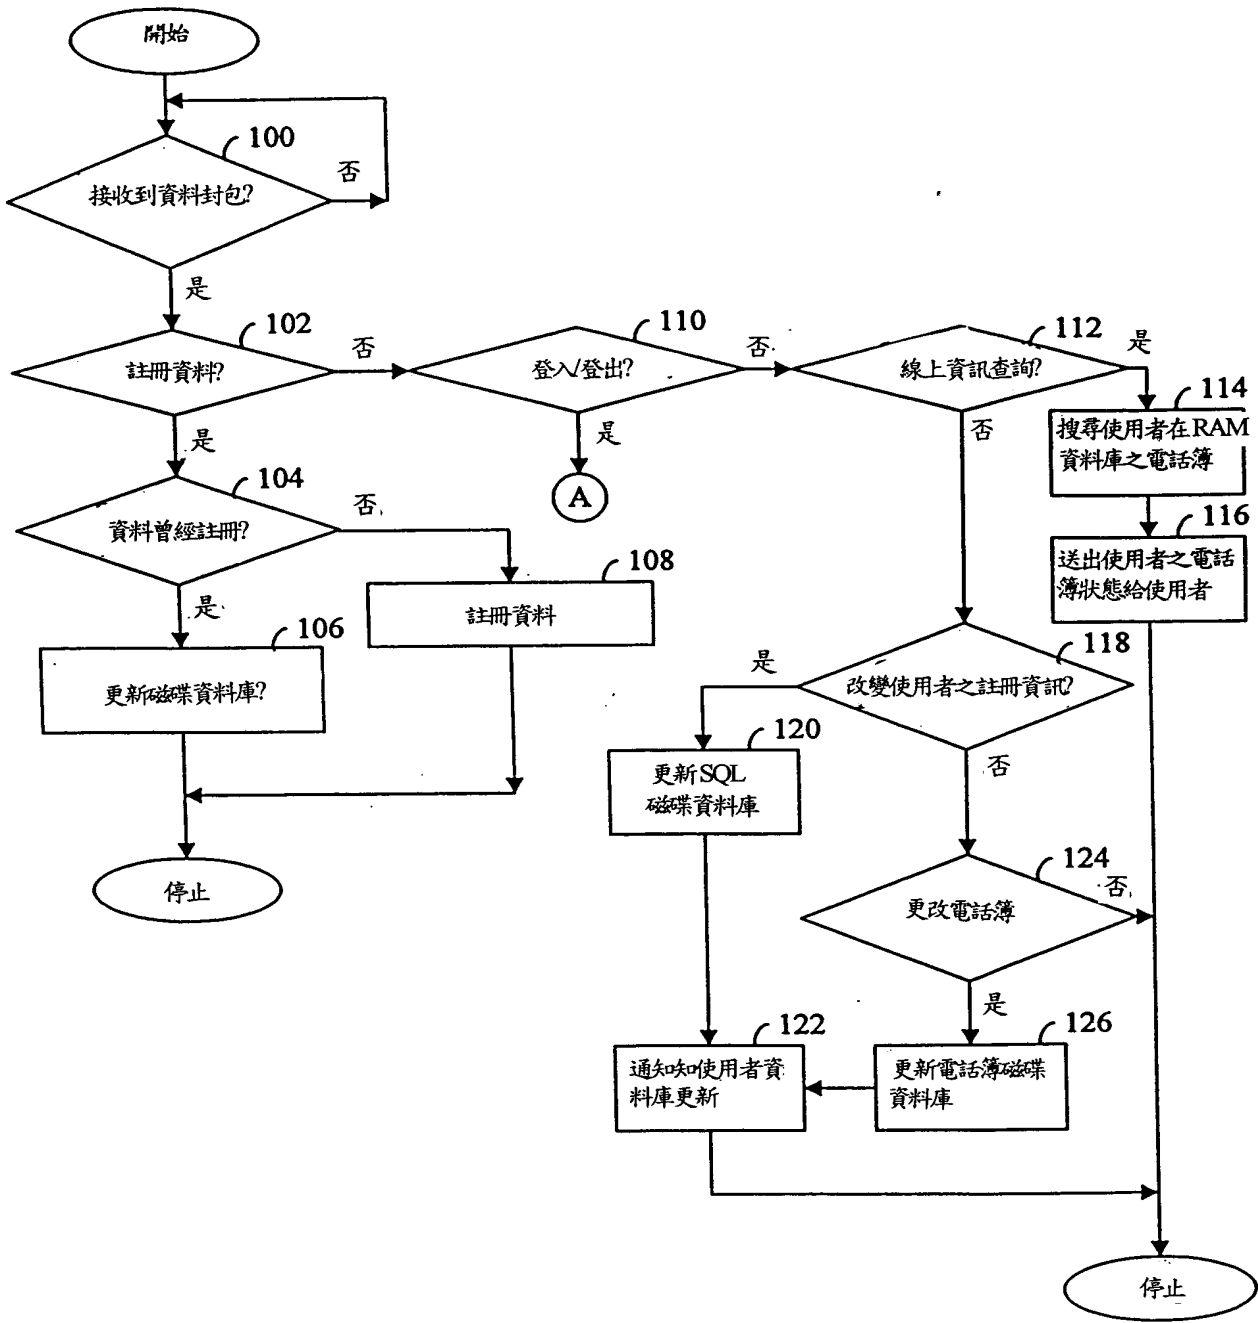 開始
100
接收到資料封包?
否
是
102
註冊資料?
否
110
登入/登出?
否
112
線上資訊查詢?
是
114
搜尋使用者在RAM
資料庫之電話簿
是
是
否
A
104
資料曾經註冊?
否
116
送出使用者之電話
簿狀態給使用者
108
註冊資料
是
106
更新磁碟資料庫?
118
改變使用者之註冊資訊?
是
120
更新SQL
磁碟資料庫
否
停止
124
更改電話簿
否
是
122
通知知使用者資
料庫更新
126
更新電話簿磁碟
資料庫
停止